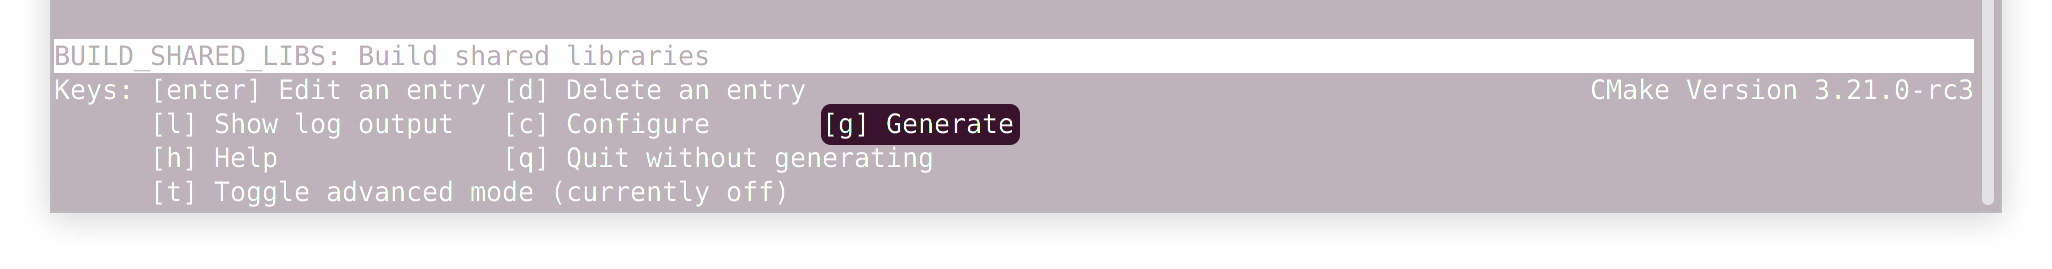 BUILD_SHARED_LIBS: Build shared libraries
Keys: [enter] Edit an entry [d] Delete an entry CMake Version 3.21.0-rc3
[l] Show log output [c] Configure [g] Generate
[h] Help [q] Quit without generating
[t] Toggle advanced mode (currently off)